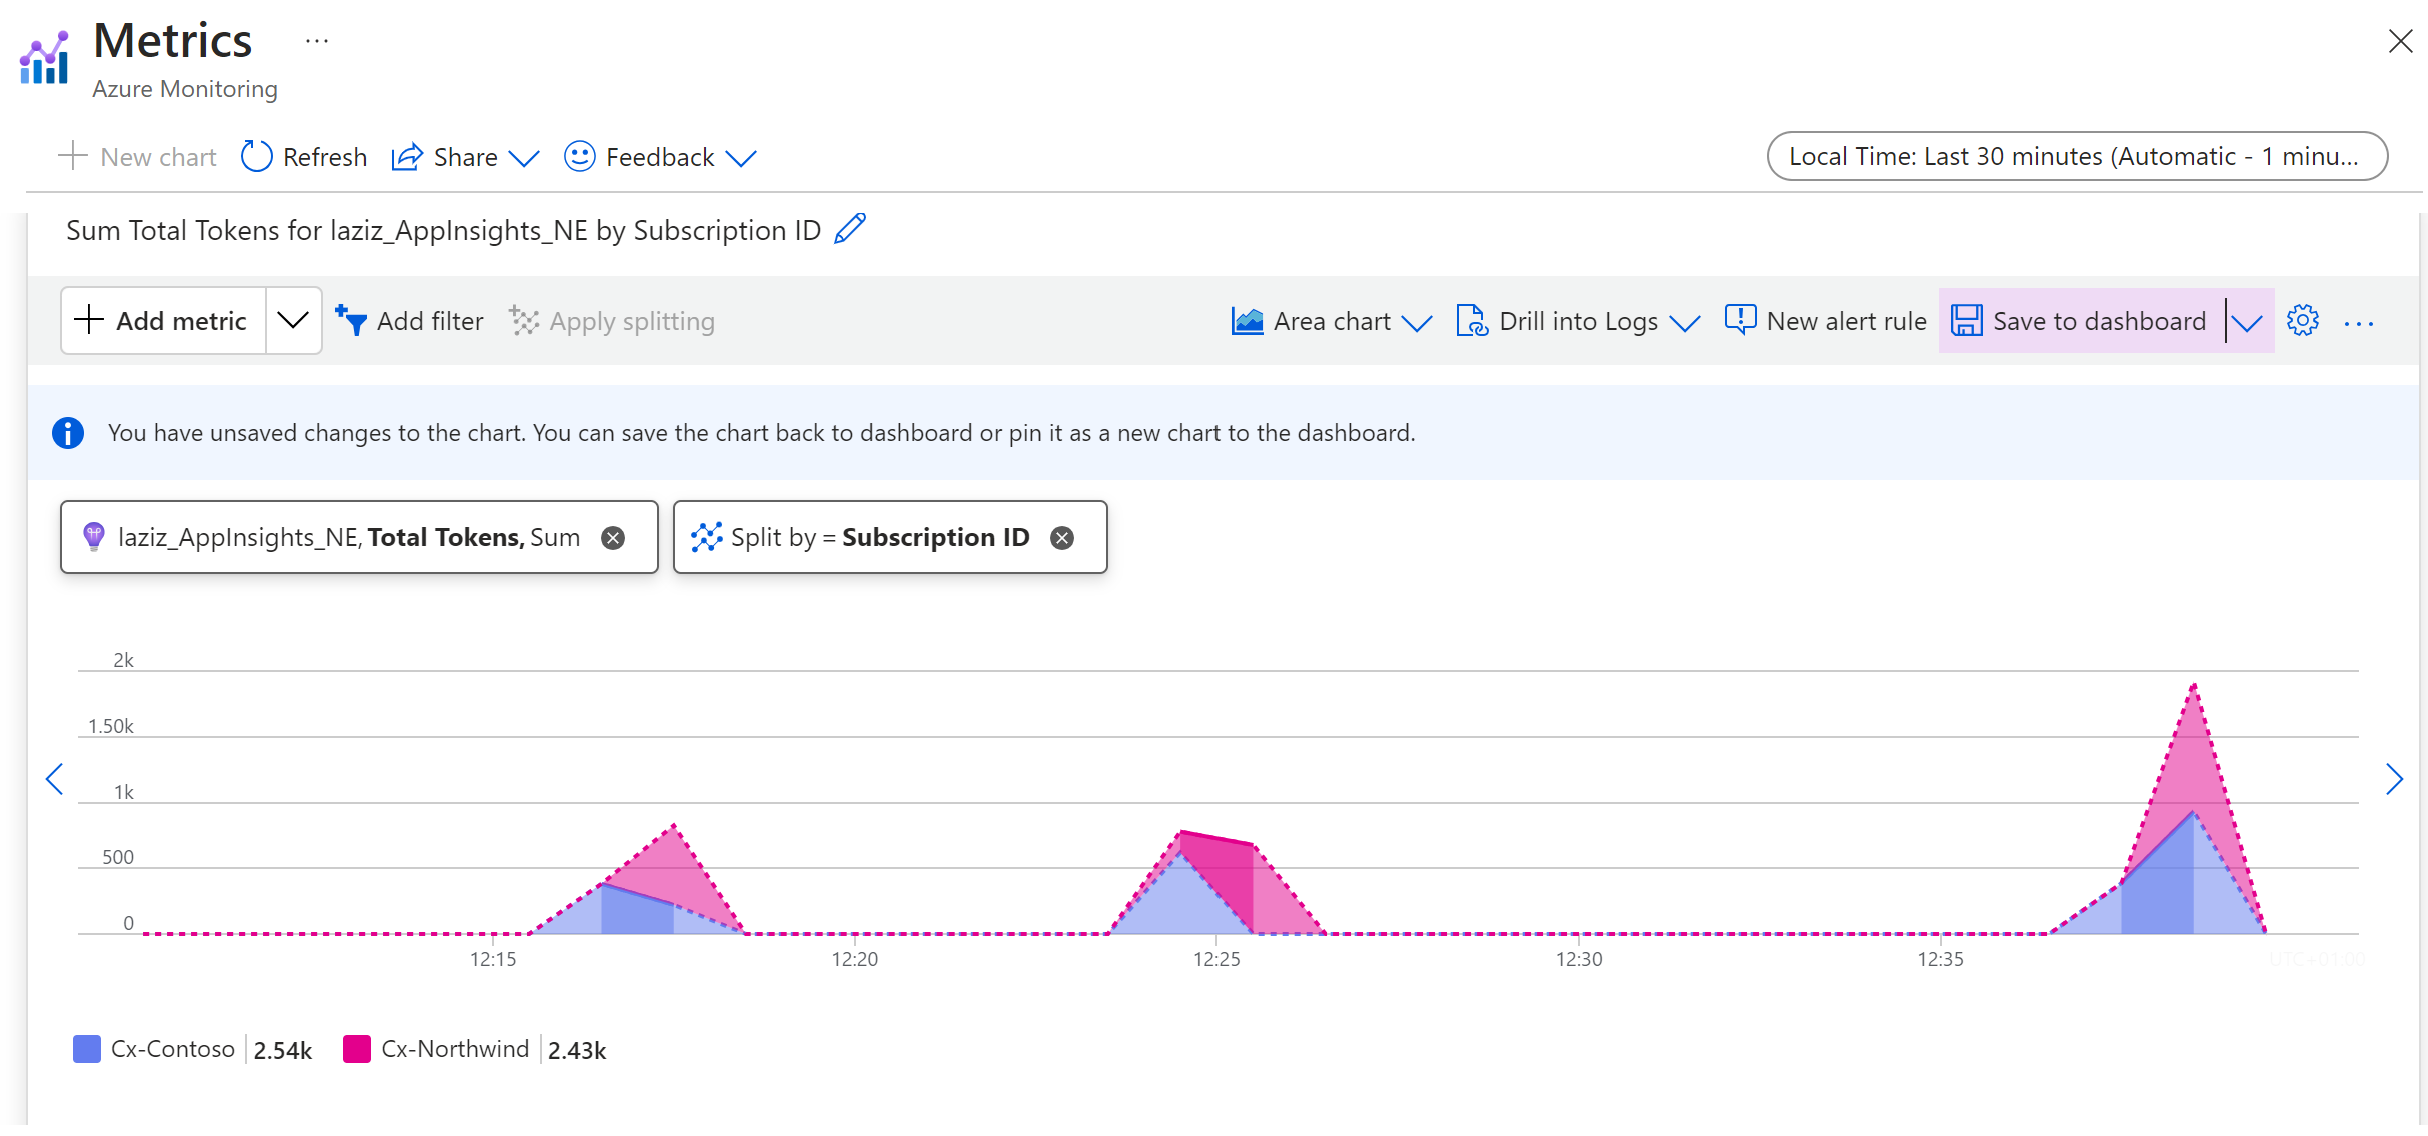 Metrics ...
Azure Monitoring
New chart Refresh Share Feedback Local Time: Last 30 minutes (Automatic - 1 minu...
Sum Total Tokens for laziz_AppInsights_NE by Subscription ID
Add metric Add filter Apply splitting Area chart Drill into Logs New alert rule Save to dashboard ...
You have unsaved changes to the chart. You can save the chart back to dashboard or pin it as a new chart to the dashboard.
laziz_AppInsights_NE, Total Tokens, Sum Split by = Subscription ID
2k
1.50k
1k
500
0
12:15 12:20 12:25 12:30 12:35 UTC+01:00
Cx-Contoso 2.54k Cx-Northwind 2.43k